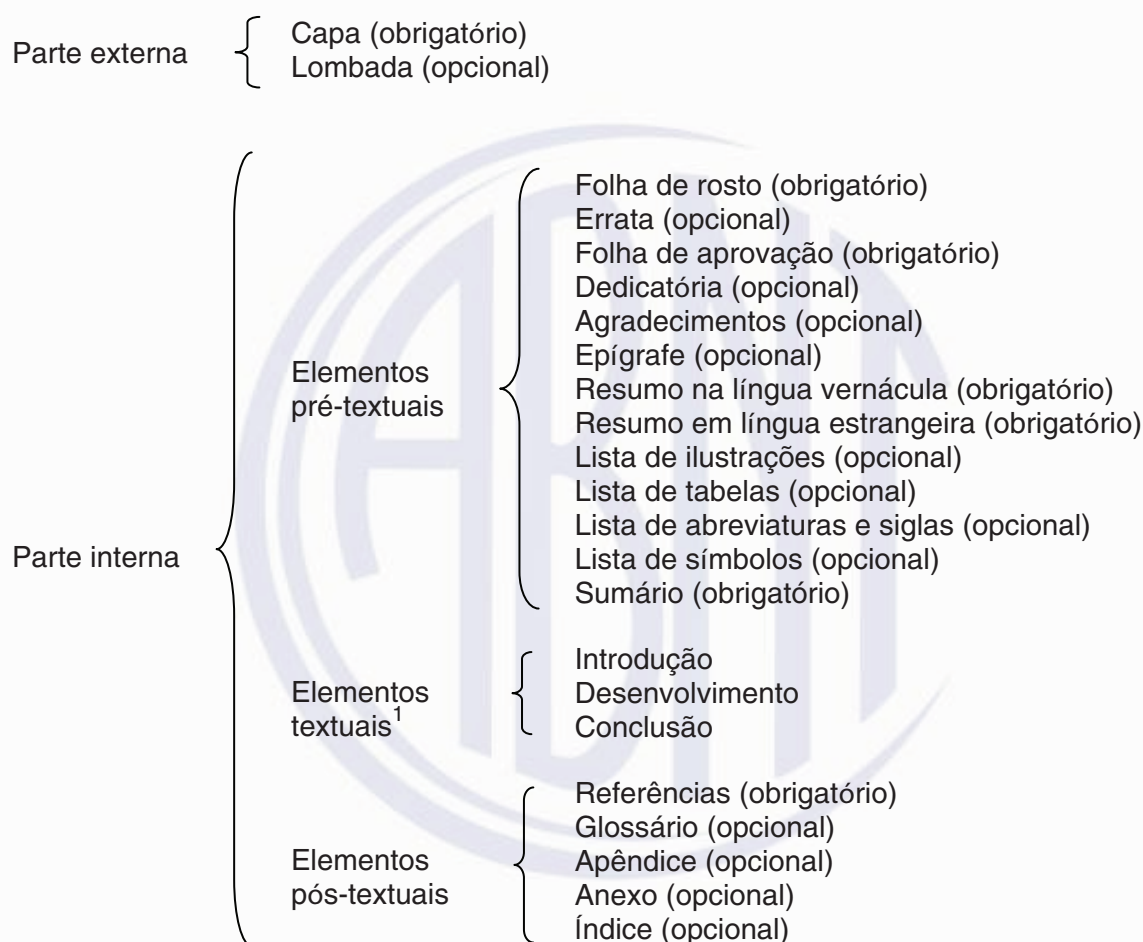 Parte externa
Capa (obrigatório)
Lombada (opcional)
Parte interna
Elementos
pré-textuais
Folha de rosto (obrigatório)
Errata (opcional)
Folha de aprovação (obrigatório)
Dedicatória (opcional)
Agradecimentos (opcional)
Epígrafe (opcional)
Resumo na língua vernácula (obrigatório)
Resumo em língua estrangeira (obrigatório)
Lista de ilustrações (opcional)
Lista de tabelas (opcional)
Lista de abreviaturas e siglas (opcional)
Lista de símbolos (opcional)
Sumário (obrigatório)
Elementos
textuais¹
Introdução
Desenvolvimento
Conclusão
Elementos
pós-textuais
Referências (obrigatório)
Glossário (opcional)
Apêndice (opcional)
Anexo (opcional)
Índice (opcional)
ABNT